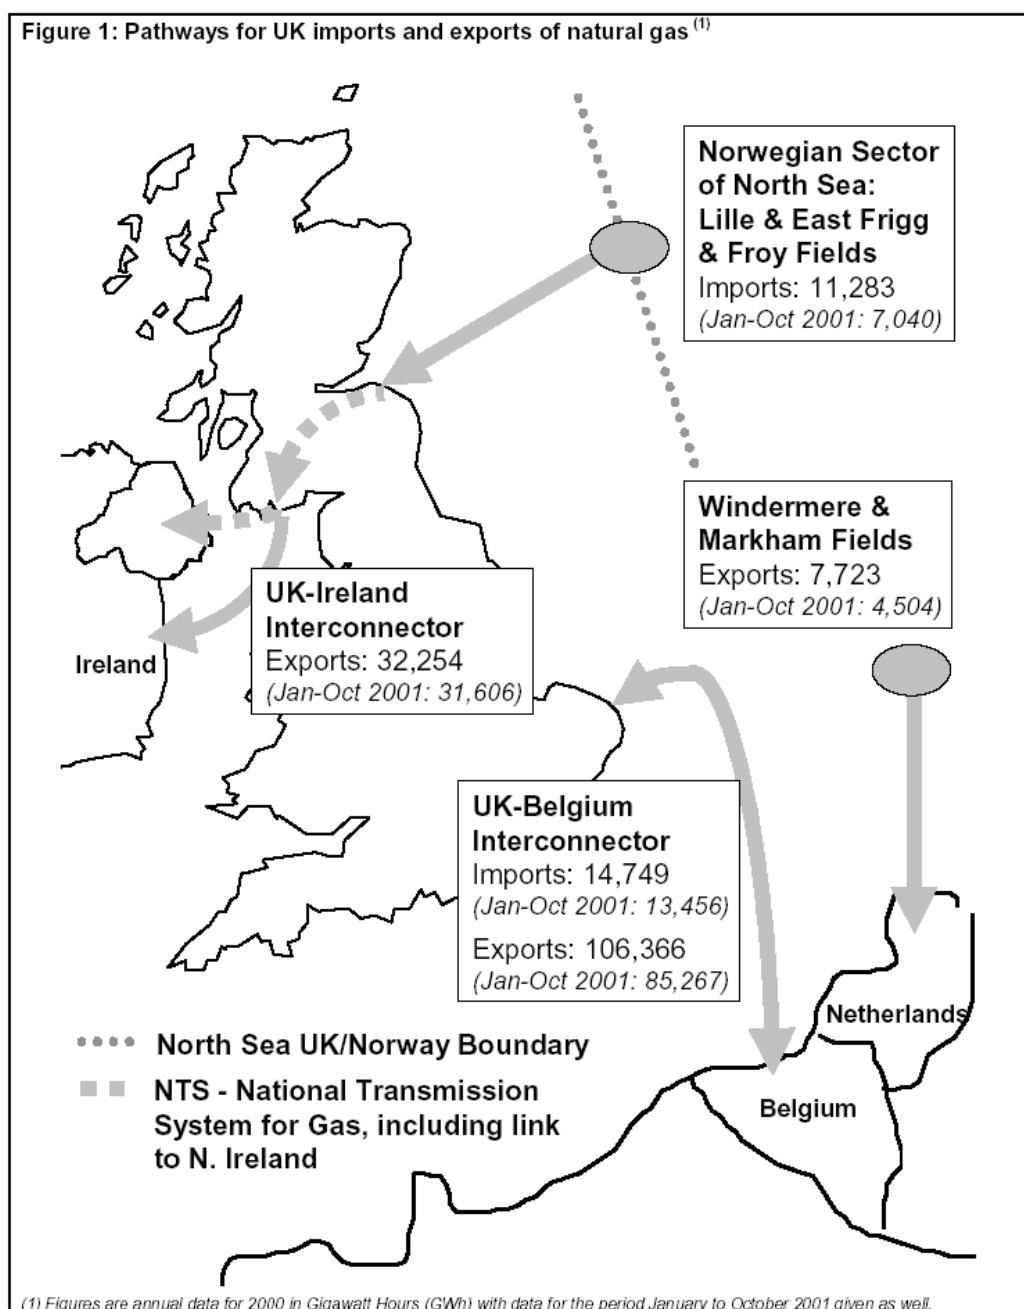 Figure 1: Pathways for UK imports and exports of natural gas (1)
Norwegian Sector
of North Sea:
Lille & East Frigg
& Froy Fields
Imports: 11,283
(Jan-Oct 2001: 7,040)
Windermere &
Markham Fields
Exports: 7,723
(Jan-Oct 2001: 4,504)
UK-Ireland
Interconnector
Exports: 32,254
(Jan-Oct 2001: 31,606)
Ireland
UK-Belgium
Interconnector
Imports: 14,749
(Jan-Oct 2001: 13,456)
Exports: 106,366
(Jan-Oct 2001: 85,267)
Netherlands
Belgium
North Sea UK/Norway Boundary
NTS - National Transmission
System for Gas, including link
to N. Ireland
(1) Figures are annual data for 2000 in Gigawatt Hours (GWh) with data for the period January to October 2001 given as well.